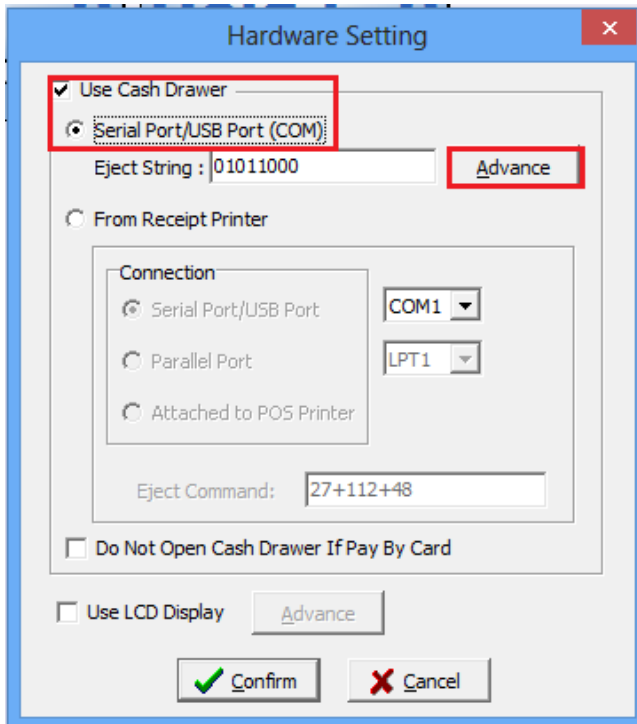 Hardware Setting
Use Cash Drawer
Serial Port/USB Port (COM)
Eject String : 01011000 Advance
From Receipt Printer
Connection
Serial Port/USB Port COM1
Parallel Port LPT1
Attached to POS Printer
Eject Command: 27+112+48
Do Not Open Cash Drawer If Pay By Card
Use LCD Display Advance
Confirm Cancel